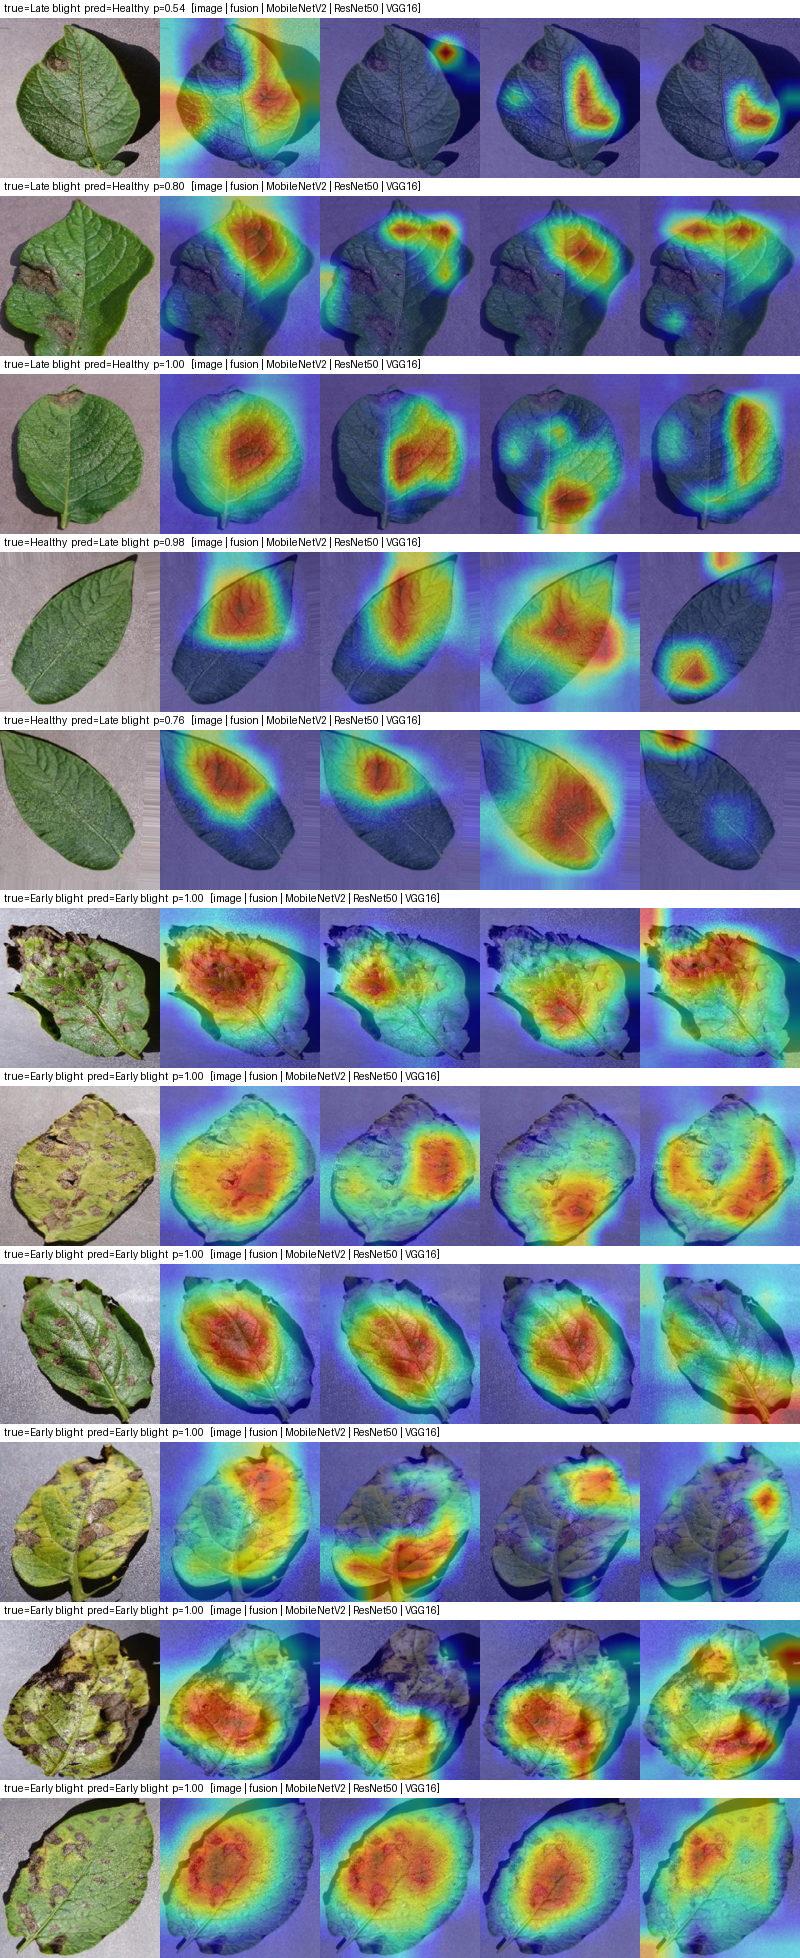 true=Late blight pred=Healthy p=0.54 [image | fusion | MobileNetV2 | ResNet50 | VGG16]
true=Late blight pred=Healthy p=0.80 [image | fusion | MobileNetV2 | ResNet50 | VGG16]
true=Late blight pred=Healthy p=1.00 [image | fusion | MobileNetV2 | ResNet50 | VGG16]
true=Healthy pred=Late blight p=0.98 [image | fusion | MobileNetV2 | ResNet50 | VGG16]
true=Healthy pred=Late blight p=0.76 [image | fusion | MobileNetV2 | ResNet50 | VGG16]
true=Early blight pred=Early blight p=1.00 [image | fusion | MobileNetV2 | ResNet50 | VGG16]
true=Early blight pred=Early blight p=1.00 [image | fusion | MobileNetV2 | ResNet50 | VGG16]
true=Early blight pred=Early blight p=1.00 [image | fusion | MobileNetV2 | ResNet50 | VGG16]
true=Early blight pred=Early blight p=1.00 [image | fusion | MobileNetV2 | ResNet50 | VGG16]
true=Early blight pred=Early blight p=1.00 [image | fusion | MobileNetV2 | ResNet50 | VGG16]
true=Early blight pred=Early blight p=1.00 [image | fusion | MobileNetV2 | ResNet50 | VGG16]